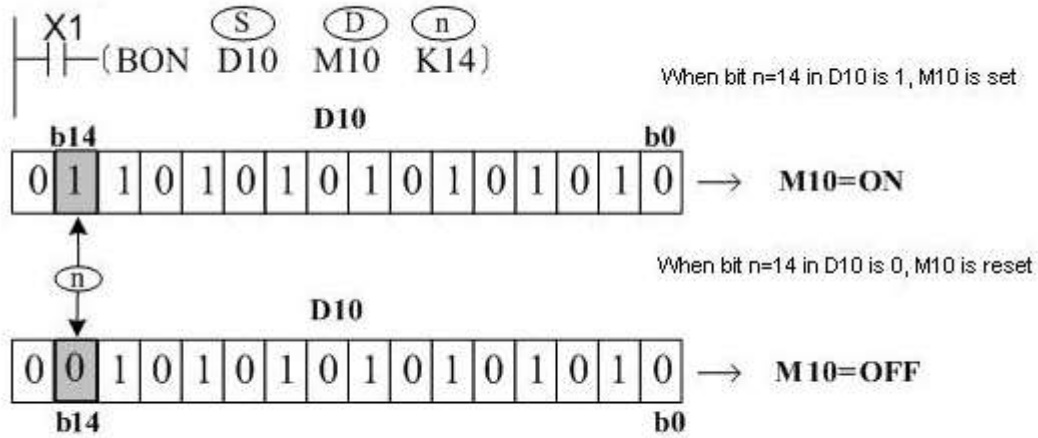 S D n
X1
(BON D10 M10 K14)
When bit n=14 in D10 is 1, M10 is set
D10
b14 b0
0 1 1 0 1 0 1 0 1 0 1 0 1 0 1 0 → M10=ON
n
When bit n=14 in D10 is 0, M10 is reset
D10
0 0 1 0 1 0 1 0 1 0 1 0 1 0 1 0 → M10=OFF
b14 b0